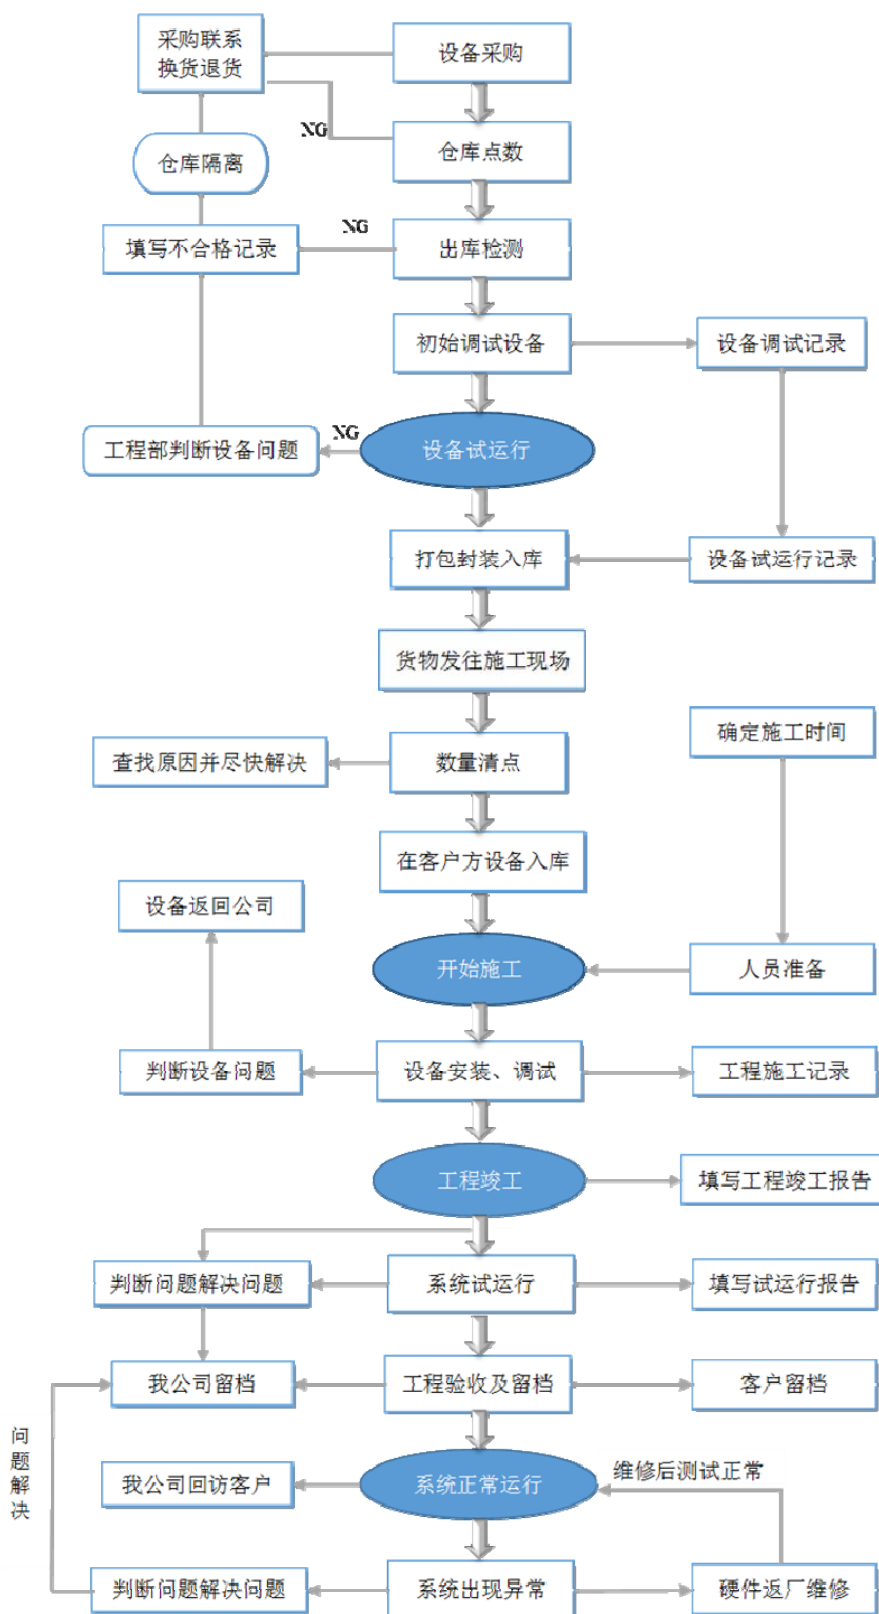 采购联系
换货退货
设备采购
NG
仓库点数
仓库隔离
填写不合格记录
NG
出库检测
初始调试设备
设备调试记录
工程部判断设备问题
NG
设备试运行
打包封装入库
设备试运行记录
货物发往施工现场
确定施工时间
查找原因并尽快解决
数量清点
在客户方设备入库
设备返回公司
开始施工
人员准备
判断设备问题
设备安装、调试
工程施工记录
工程竣工
填写工程竣工报告
判断问题解决问题
系统试运行
填写试运行报告
我公司留档
工程验收及留档
客户留档
问题解决
我公司回访客户
系统正常运行
维修后测试正常
判断问题解决问题
系统出现异常
硬件返厂维修